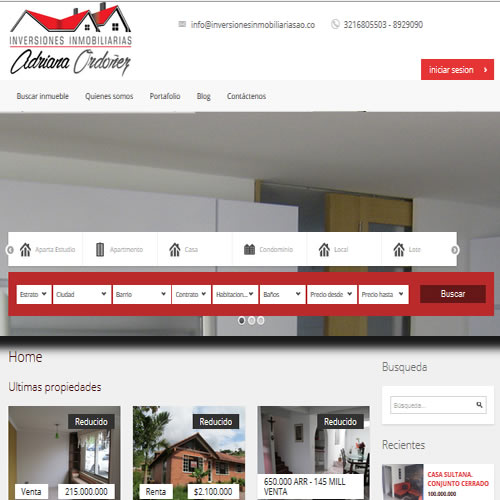 INVERSIONES INMOBILIARIAS
Adriana Ordoñez
info@inversionesinmobiliariasao.co
3216805503 - 8929090
iniciar sesion
Buscar inmueble
Quienes somos
Portafolio
Blog
Contáctenos
Aparta Estudio
Apartmento
Casa
Condominio
Local
Lote
Estrato
Ciudad
Barrio
Contrato
Habitacion...
Baños
Precio desde
Precio hasta
Buscar
Home
Ultimas propiedades
Reducido
Venta
215.000.000
Reducido
Renta
$2.100.000
Reducido
650.000 ARR - 145 MILL
VENTA
Busqueda
Búsqueda...
Recientes
CASA SULTANA.
CONJUNTO CERRADO
100.000.000